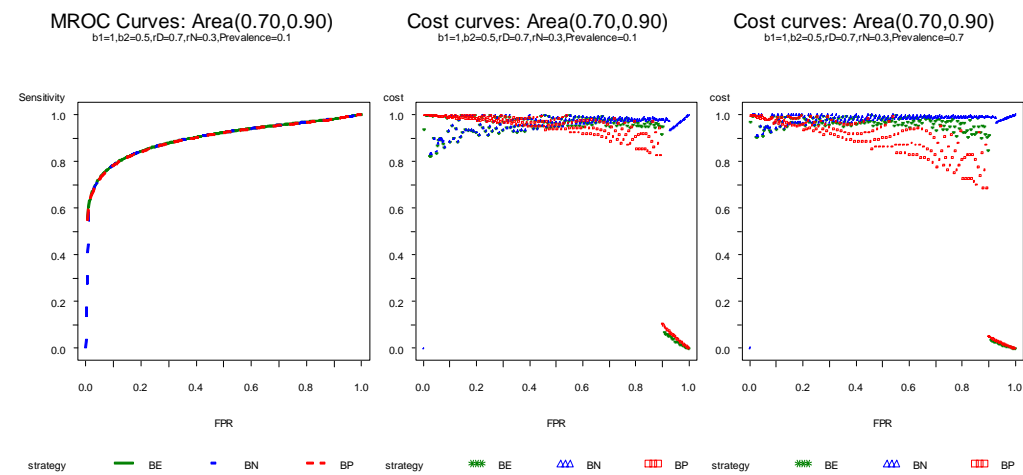 MROC Curves: Area(0.70,0.90)
b1=1,b2=0.5,rD=0.7,rN=0.3,Prevalence=0.1
Sensitivity
1.0
0.8
0.6
0.4
0.2
0.0
0.0 0.2 0.4 0.6 0.8 1.0
FPR
strategy BE BN BP
Cost curves: Area(0.70,0.90)
b1=1,b2=0.5,rD=0.7,rN=0.3,Prevalence=0.1
cost
1.0
0.8
0.6
0.4
0.2
0.0
0.0 0.2 0.4 0.6 0.8 1.0
FPR
strategy BE BN BP
Cost curves: Area(0.70,0.90)
b1=1,b2=0.5,rD=0.7,rN=0.3,Prevalence=0.7
cost
1.0
0.8
0.6
0.4
0.2
0.0
0.0 0.2 0.4 0.6 0.8 1.0
FPR
strategy BE BN BP